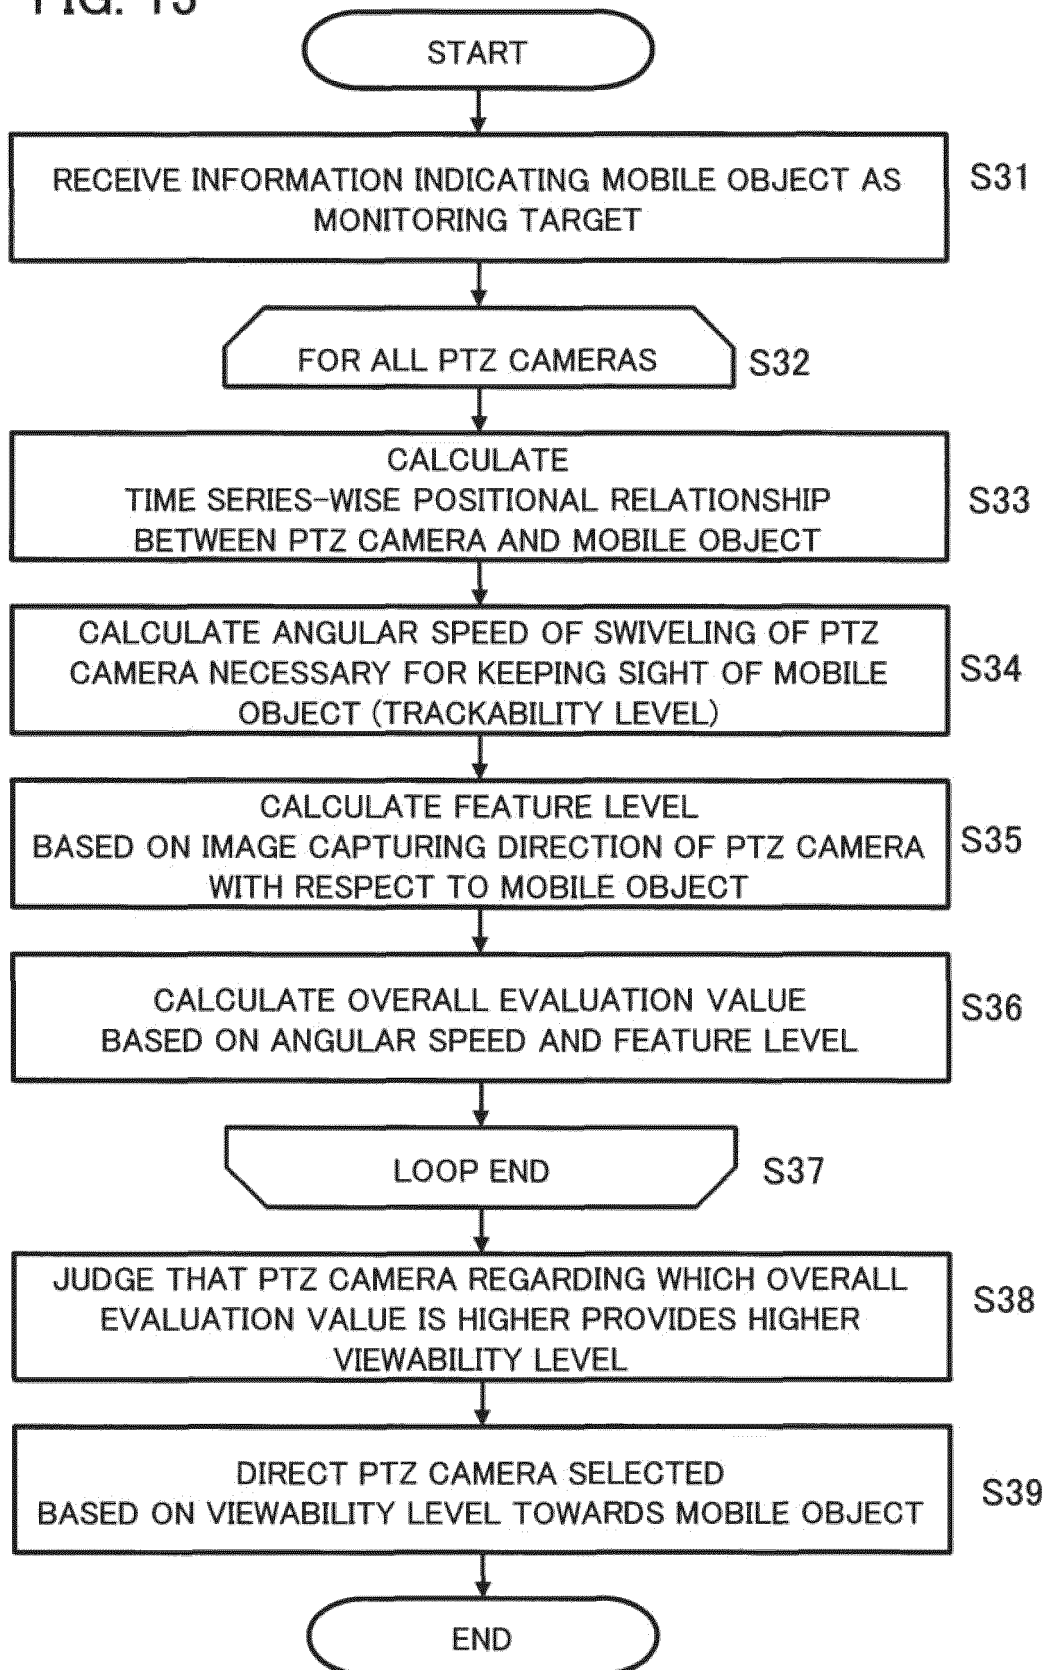 START
RECEIVE INFORMATION INDICATING MOBILE OBJECT AS
MONITORING TARGET
S31
FOR ALL PTZ CAMERAS
S32
CALCULATE
TIME SERIES-WISE POSITIONAL RELATIONSHIP
BETWEEN PTZ CAMERA AND MOBILE OBJECT
S33
CALCULATE ANGULAR SPEED OF SWIVELING OF PTZ
CAMERA NECESSARY FOR KEEPING SIGHT OF MOBILE
OBJECT (TRACKABILITY LEVEL)
S34
CALCULATE FEATURE LEVEL
BASED ON IMAGE CAPTURING DIRECTION OF PTZ CAMERA
WITH RESPECT TO MOBILE OBJECT
S35
CALCULATE OVERALL EVALUATION VALUE
BASED ON ANGULAR SPEED AND FEATURE LEVEL
S36
LOOP END
S37
JUDGE THAT PTZ CAMERA REGARDING WHICH OVERALL
EVALUATION VALUE IS HIGHER PROVIDES HIGHER
VIEWABILITY LEVEL
S38
DIRECT PTZ CAMERA SELECTED
BASED ON VIEWABILITY LEVEL TOWARDS MOBILE OBJECT
S39
END